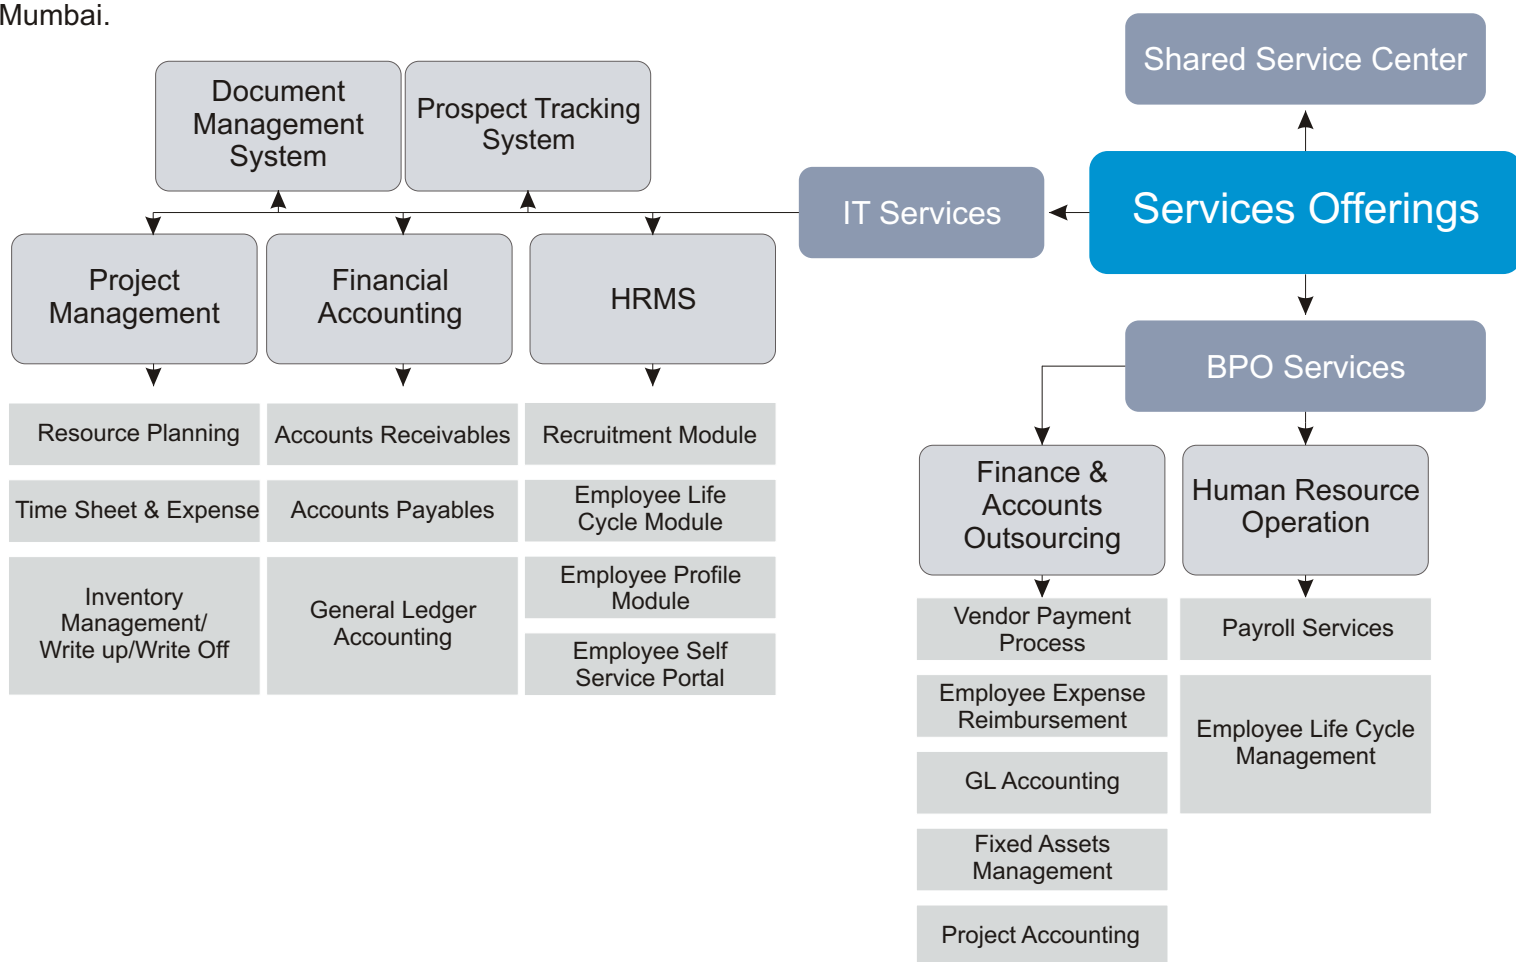 Mumbai.
Shared Service Center
Document
Management
System
Prospect Tracking
System
IT Services
Services Offerings
Project
Management
Financial
Accounting
HRMS
BPO Services
Resource Planning
Accounts Receivables
Recruitment Module
Time Sheet & Expense
Accounts Payables
Employee Life
Cycle Module
Inventory
Management/
Write up/Write Off
General Ledger
Accounting
Employee Profile
Module
Employee Self
Service Portal
Finance &
Accounts
Outsourcing
Human Resource
Operation
Vendor Payment
Process
Payroll Services
Employee Expense
Reimbursement
Employee Life Cycle
Management
GL Accounting
Fixed Assets
Management
Project Accounting